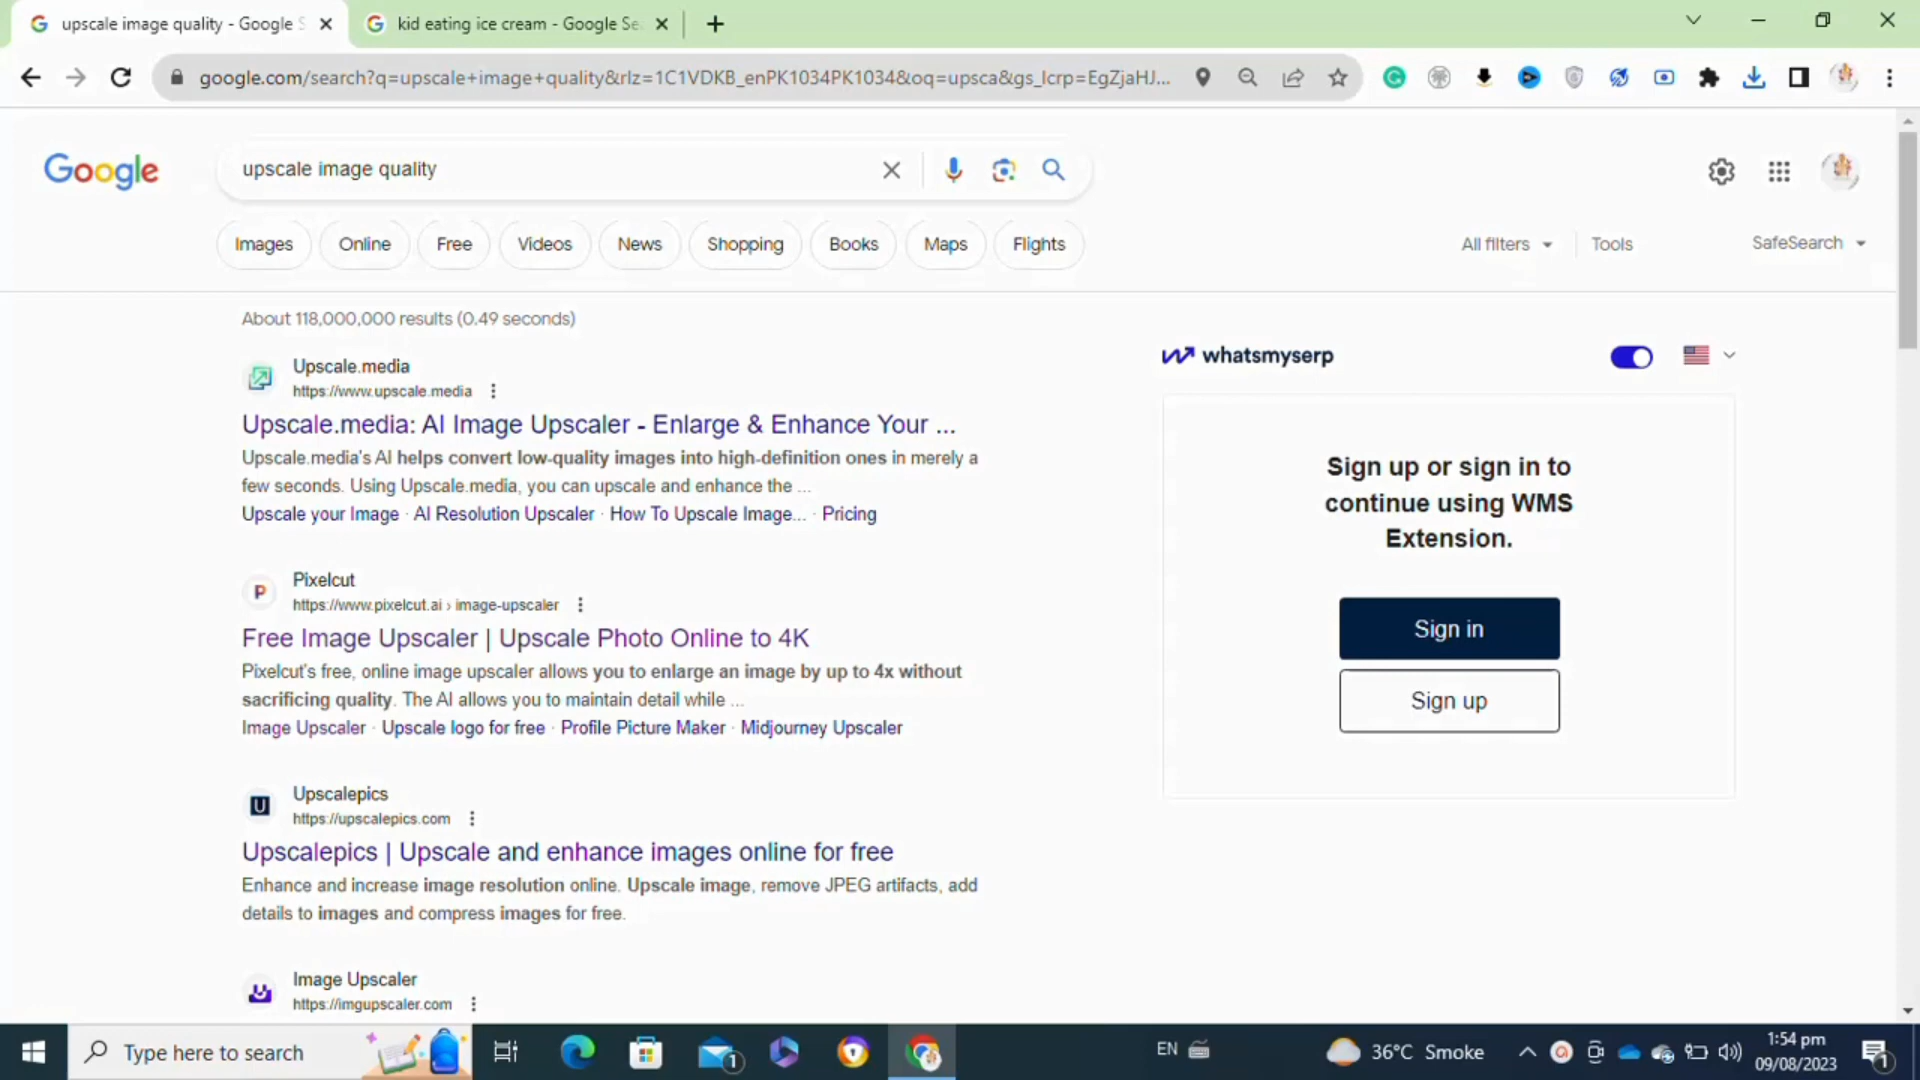 upscale image quality - Google S
kid eating ice cream - Google Se
google.com/search?q=upscale+image+quality&rlz=1C1VDKB_enPK1034PK1034&oq=upsca&gs_lcrp=EgZjaHJ...
Google
upscale image quality
Images
Online
Free
Videos
News
Shopping
Books
Maps
Flights
All filters
Tools
SafeSearch
About 118,000,000 results (0.49 seconds)
Upscale.media
https://www.upscale.media
Upscale.media: AI Image Upscaler - Enlarge & Enhance Your ...
Upscale.media's AI helps convert low-quality images into high-definition ones in merely a
few seconds. Using Upscale.media, you can upscale and enhance the ...
Upscale your Image · AI Resolution Upscaler · How To Upscale Image... · Pricing
P
Pixelcut
https://www.pixelcut.ai › image-upscaler
Free Image Upscaler | Upscale Photo Online to 4K
Pixelcut's free, online image upscaler allows you to enlarge an image by up to 4x without
sacrificing quality. The AI allows you to maintain detail while ...
Image Upscaler · Upscale logo for free · Profile Picture Maker · Midjourney Upscaler
U
Upscalepics
https://upscalepics.com
Upscalepics | Upscale and enhance images online for free
Enhance and increase image resolution online. Upscale image, remove JPEG artifacts, add
details to images and compress images for free.
Image Upscaler
https://imgupscaler.com
whatsmyserp
Sign up or sign in to
continue using WMS
Extension.
Sign in
Sign up
Type here to search
1
EN
36°C Smoke
1:54 pm
09/08/2023
1